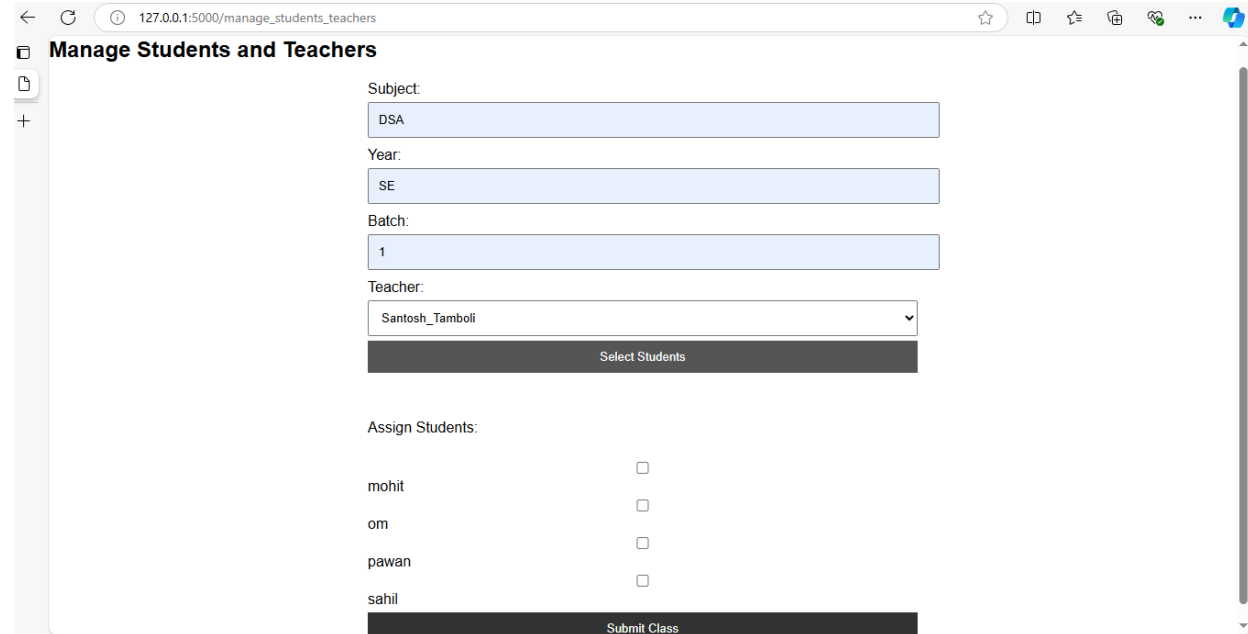 127.0.0.1:5000/manage_students_teachers
Manage Students and Teachers
Subject:
DSA
Year:
SE
Batch:
1
Teacher:
Santosh_Tamboli
Select Students
Assign Students:
mohit
om
pawan
sahil
Submit Class